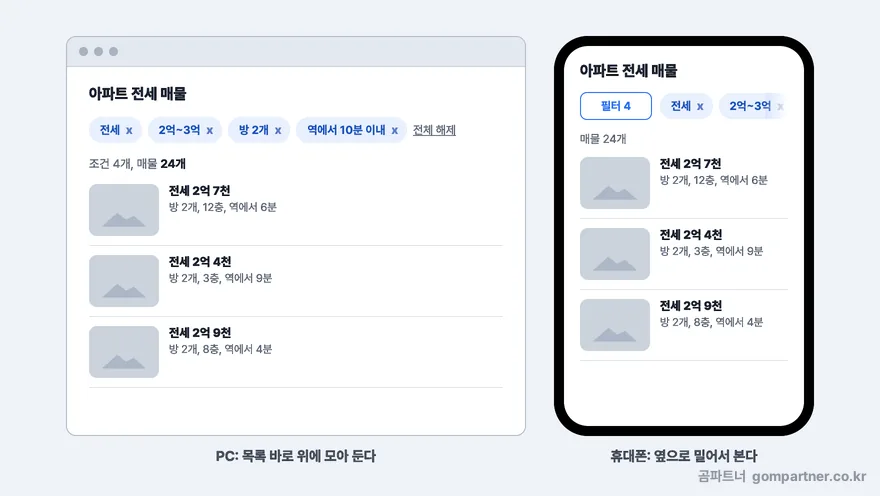 아파트 전세 매물
전세 x 2억~3억 x 방 2개 x 역에서 10분 이내 x 전체 해제
조건 4개, 매물 24개
전세 2억 7천
방 2개, 12층, 역에서 6분
전세 2억 4천
방 2개, 3층, 역에서 9분
전세 2억 9천
방 2개, 8층, 역에서 4분
PC: 목록 바로 위에 모아 둔다
아파트 전세 매물
필터 4 전세 x 2억~3억 x
매물 24개
전세 2억 7천
방 2개, 12층, 역에서 6분
전세 2억 4천
방 2개, 3층, 역에서 9분
전세 2억 9천
방 2개, 8층, 역에서 4분
휴대폰: 옆으로 밀어서 본다
곰파트너 gompartner.co.kr